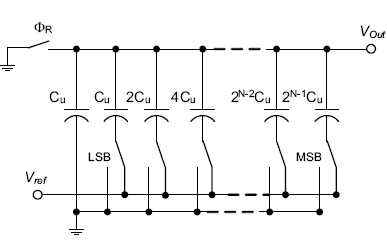 Φ_R
V_Out
C_u C_u 2C_u 4C_u 2^{N-2}C_u 2^{N-1}C_u
LSB MSB
V_ref